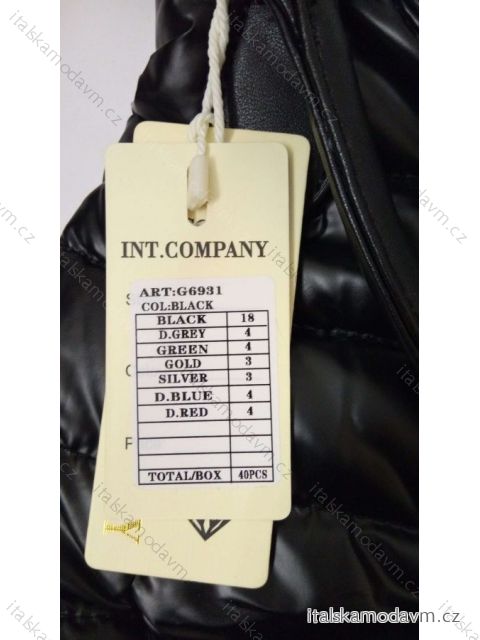 INT.COMPANY
ART:G6931
COL:BLACK
BLACK 18
D.GREY 4
GREEN 4
GOLD 3
SILVER 3
D.BLUE 4
D.RED 4
TOTAL/BOX 40PCS
italskamodavm.cz